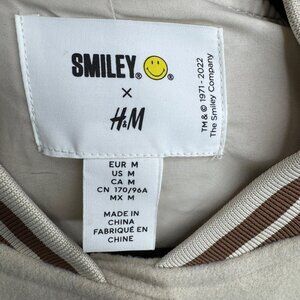 SMILEY®
×
H&M
TM & © 1971 - 2022
The Smiley Company
EUR M
US M
CA M
CN 170/96A
MX M
MADE IN
CHINA
FABRIQUÉ EN
CHINE